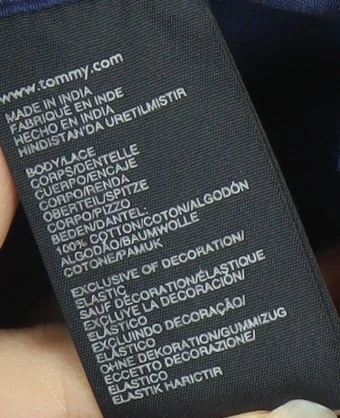 www.tommy.com
MADE IN INDIA
FABRIQUÉ EN INDE
HECHO EN INDIA
HINDISTAN'DA ÜRETILMISTIR
BODY/LACE
CORPS/DENTELLE
CUERPO/ENCAJE
CORPO/RENDA
OBERTEIL/SPITZE
CORPO/PIZZO
BEDEN/DANTEL:
100% COTTON/COTON/ALGODÓN
ALGODÃO/BAUMWOLLE
COTONE/PAMUK
EXCLUSIVE OF DECORATION/
ELASTIC
SAUF DÉCORATION/ÉLASTIQUE
EXCLUYE LA DECORACIÓN/
ELÁSTICO
EXCLUINDO DECORAÇÃO/
ELÁSTICO
OHNE DEKORATION/GUMMIZUG
ECCETTO DECORAZIONE/
ELASTICO
ELASTIK HARICTIR